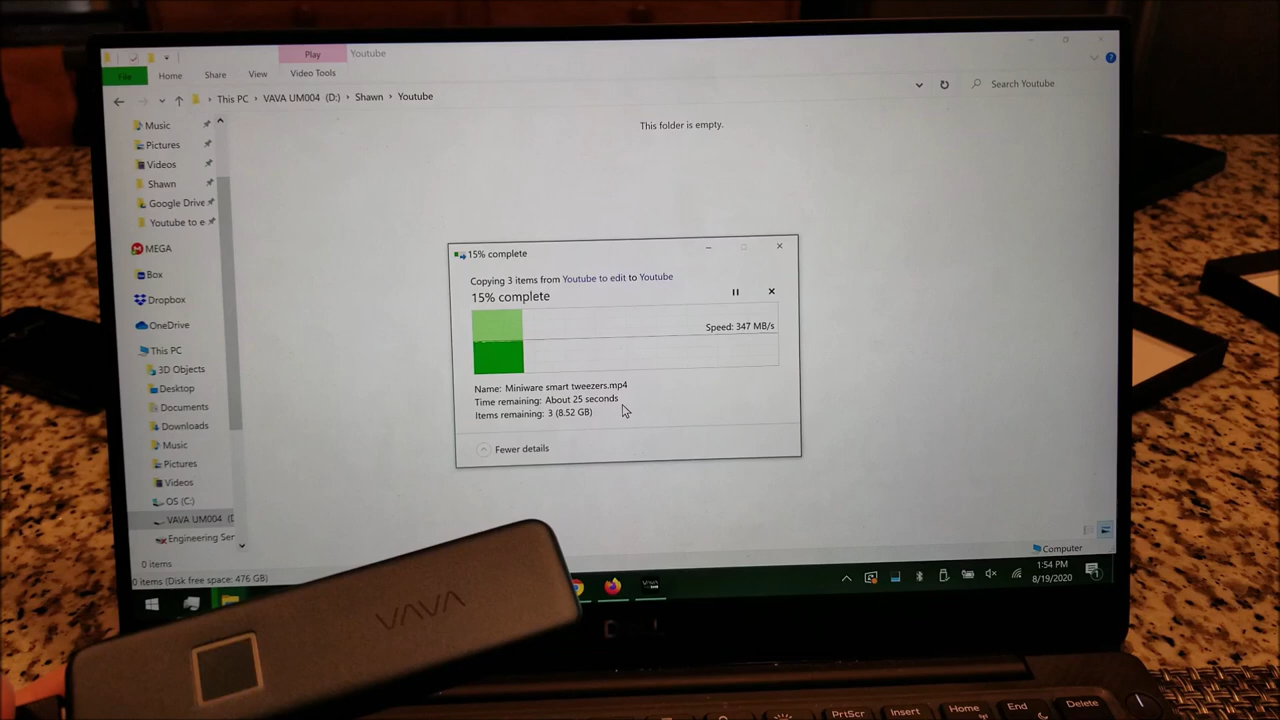 Play
Youtube
File
Home
Share
View
Video Tools
This PC > VAVA UM004 (D:) > Shawn > Youtube
Search Youtube
This folder is empty.
Music
Pictures
Videos
Shawn
Google Drive
Youtube to e
MEGA
Box
Dropbox
OneDrive
This PC
3D Objects
Desktop
Documents
Downloads
Music
Pictures
Videos
OS (C:)
VAVA UM004 (D
Engineering Ser
0 items
0 items (Disk free space: 476 GB)
15% complete
Copying 3 items from Youtube to edit to Youtube
15% complete
Speed: 347 MB/s
Name: Miniware smart tweezers.mp4
Time remaining: About 25 seconds
Items remaining: 3 (8.52 GB)
Fewer details
Computer
1:54 PM
8/19/2020
1
VAVA
VAVA
PrtScr
Insert
Home
End
Delete